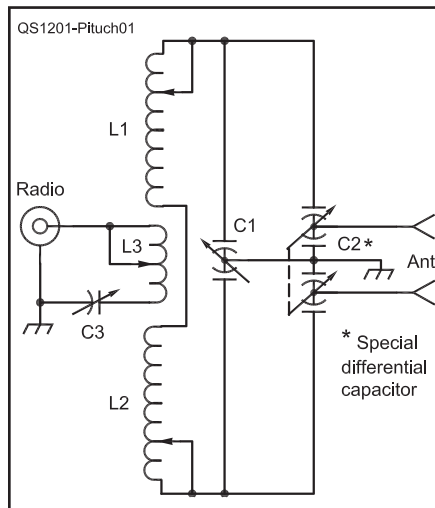 QS1201-Pituch01
L1
Radio
L3
C1
C2*
Ant
C3
L2
* Special
differential
capacitor